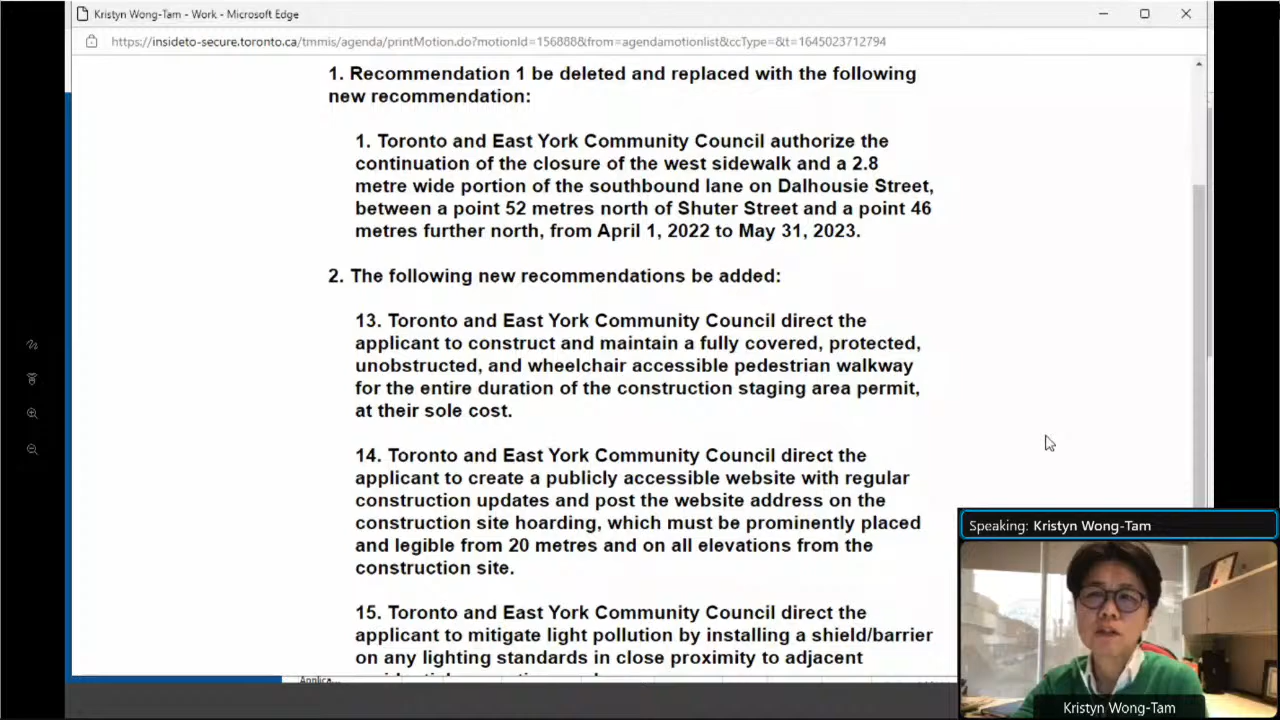 Kristyn Wong-Tam - Work - Microsoft Edge
https://insideto-secure.toronto.ca/tmmis/agenda/printMotion.do?motionId=156888&from=agendamotionlist&ccType=&t=1645023712794
1. Recommendation 1 be deleted and replaced with the following
new recommendation:
1. Toronto and East York Community Council authorize the
continuation of the closure of the west sidewalk and a 2.8
metre wide portion of the southbound lane on Dalhousie Street,
between a point 52 metres north of Shuter Street and a point 46
metres further north, from April 1, 2022 to May 31, 2023.
2. The following new recommendations be added:
13. Toronto and East York Community Council direct the
applicant to construct and maintain a fully covered, protected,
unobstructed, and wheelchair accessible pedestrian walkway
for the entire duration of the construction staging area permit,
at their sole cost.
14. Toronto and East York Community Council direct the
applicant to create a publicly accessible website with regular
construction updates and post the website address on the
construction site hoarding, which must be prominently placed
and legible from 20 metres and on all elevations from the
construction site.
15. Toronto and East York Community Council direct the
applicant to mitigate light pollution by installing a shield/barrier
on any lighting standards in close proximity to adjacent
Applica...
Speaking: Kristyn Wong-Tam
Kristyn Wong-Tam